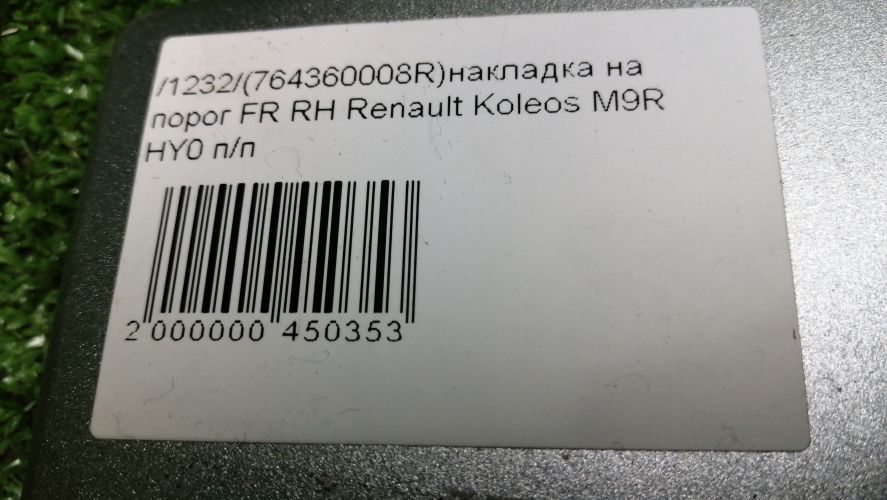 /1232/(764360008R)накладка на
порог FR RH Renault Koleos M9R
HY0 п/п
2 000000 450353